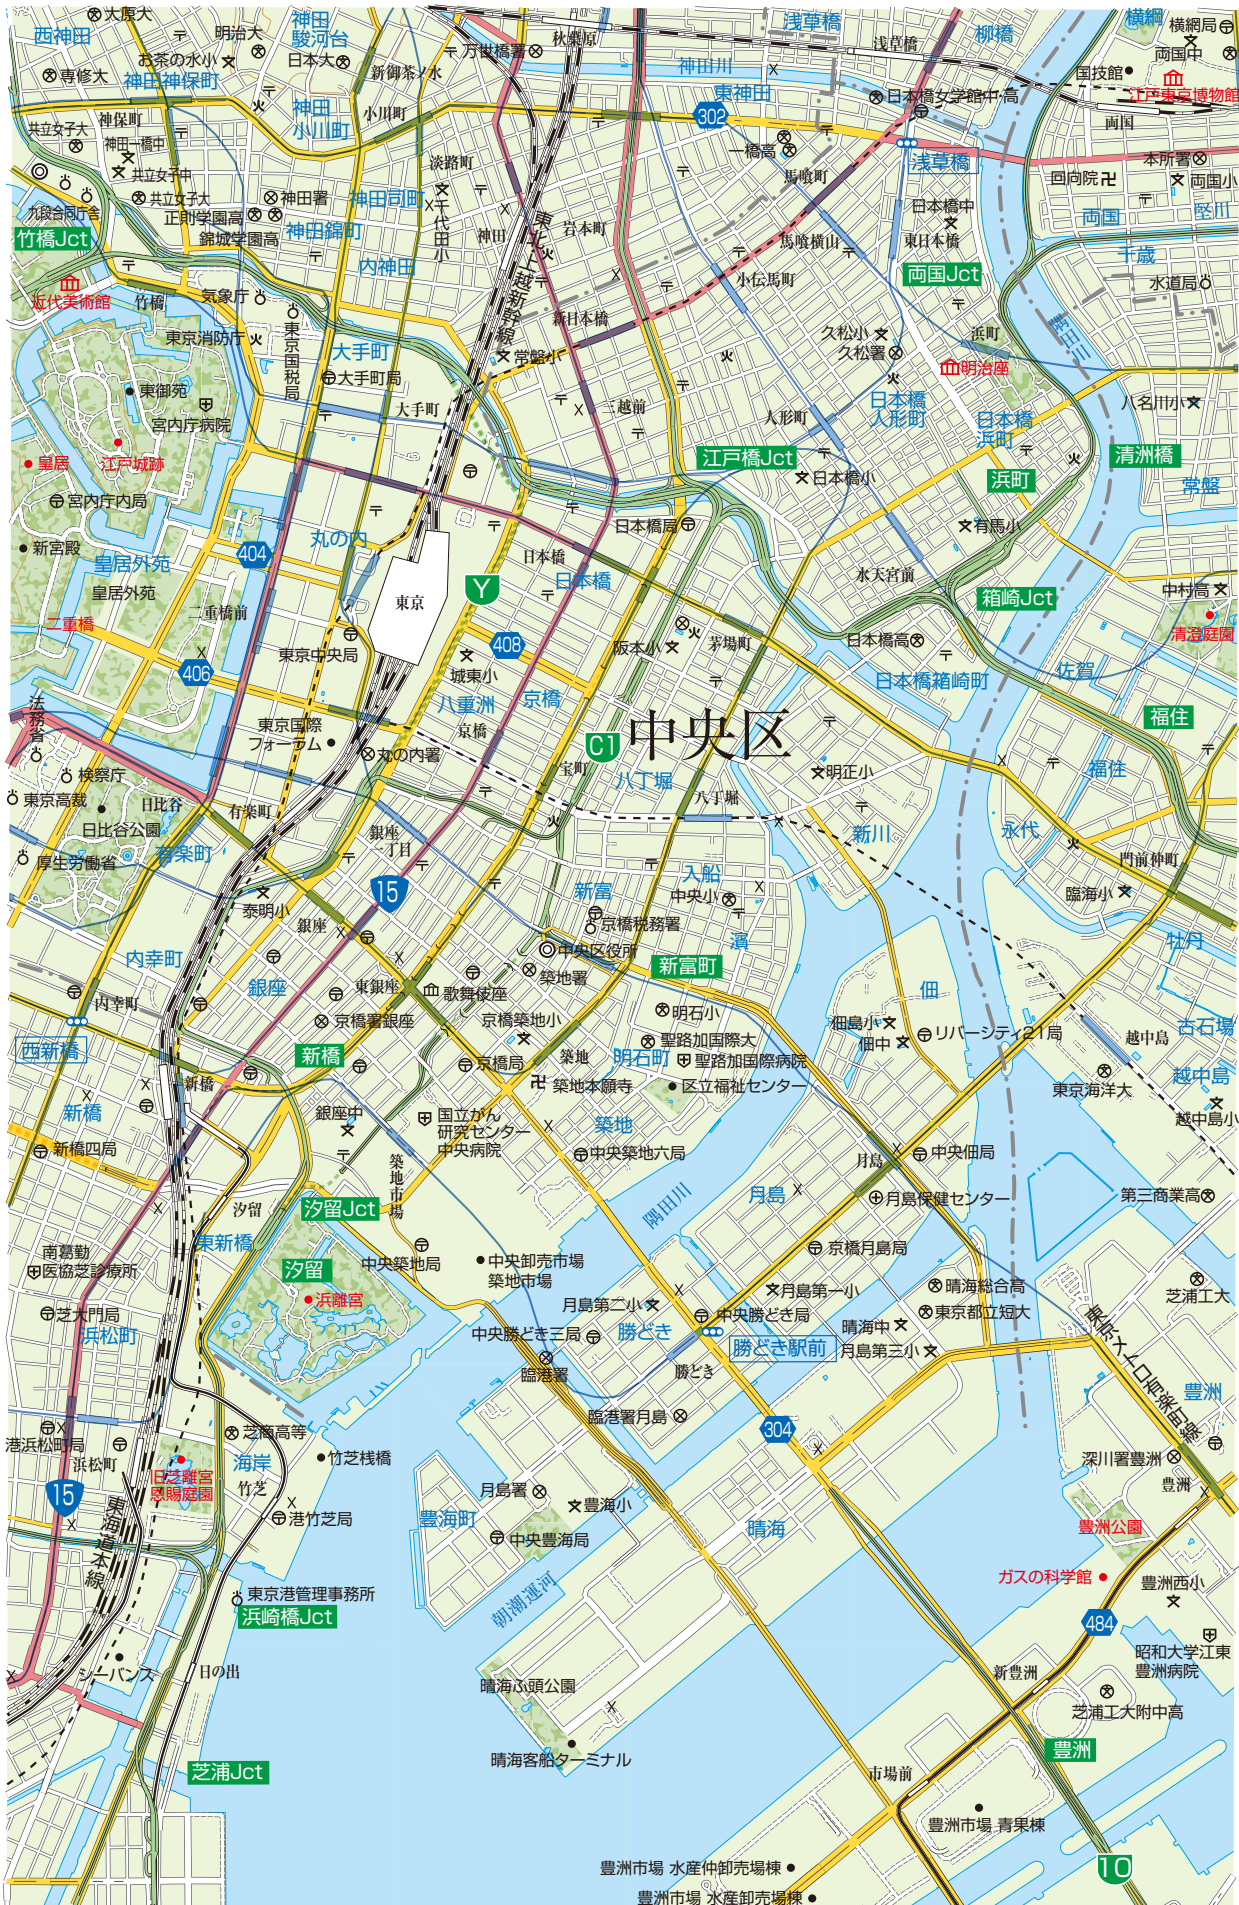 大原大
西神田
明治大
お茶の水小
専修大
神田神保町
神田
駿河台
日本大
新御茶ノ水
万世橋署
秋葉原
浅草橋
浅草橋
柳橋
横網
横網局
両国中
国技館
江戸東京博物館
両国
神田川
東神田
日本橋女学館中・高
302
神田
小川町
小川町
神保町
共立女子大
神田一橋中
共立女子中
共立女子大
神田署
正則学園高
錦城学園高
神田錦町
神田司町
淡路町
千代田小
神田
内神田
九段合同庁舎
竹橋Jct
近代美術館
竹橋
気象庁
東京消防庁
東京国税局
大手町
大手町局
大手町
東御苑
宮内庁病院
江戸城跡
皇居
宮内庁内局
新宮殿
皇居外苑
皇居外苑
二重橋
二重橋前
404
406
丸の内
東京
東京中央局
東北・上越新幹線
岩本町
一橋高
馬喰町
馬喰横山
小伝馬町
新日本橋
常盤小
三越前
浅草橋
日本橋中
東日本橋
両国Jct
本所署
回向院
両国小
両国
竪川
千歳
水道局
隅田川
浜町
久松小
久松署
明治座
日本橋
人形町
人形町
日本橋
浜町
八名川小
清洲橋
常盤
浜町
江戸橋Jct
日本橋小
日本橋局
有馬小
水天宮前
箱崎Jct
中村高
清澄庭園
日本橋
日本橋
Y
408
城東小
八重洲
京橋
京橋
阪本小
茅場町
日本橋高
日本橋箱崎町
佐賀
福住
福住
中央区
C1
宝町
八丁堀
八丁堀
明正小
新川
永代
門前仲町
臨海小
牡丹
古石場
越中島
越中島
越中島小
法務省
検察庁
東京高裁
日比谷
日比谷公園
厚生労働省
有楽町
有楽町
東京国際
フォーラム
丸の内署
銀座
一丁目
15
泰明小
銀座
銀座
内幸町
内幸町
西新橋
新橋
新橋
新橋
新橋四局
東銀座
歌舞伎座
京橋署銀座
新富
入船
中央小
湊
京橋税務署
中央区役所
築地署
新富町
明石小
聖路加国際大
聖路加国際病院
明石町
区立福祉センター
京橋築地小
築地
京橋局
築地本願寺
銀座中
国立がん
研究センター
中央病院
築地
中央築地六局
築地市場
佃
佃島小
佃中
リバーシティ21局
東京海洋大
月島
中央佃局
月島保健センター
第三商業高
月島
隅田川
京橋月島局
汐留
汐留Jct
東新橋
汐留
浜離宮
中央築地局
中央卸売市場
築地市場
南葛勤
医協芝診療所
芝大門局
浜松町
月島第二小
月島第一小
中央勝どき局
中央勝どき三局
勝どき
勝どき駅前
勝どき
臨港署
臨港署月島
晴海総合高
東京都立短大
晴海中
月島第三小
芝浦工大
東京メトロ有楽町線
豊洲
深川署豊洲
豊洲
豊洲公園
ガスの科学館
豊洲西小
484
昭和大学江東
豊洲病院
港浜松町局
浜松町
15
旧芝離宮
恩賜庭園
芝商高等
海岸
竹芝
竹芝桟橋
港竹芝局
東海道本線
東京港管理事務所
浜崎橋Jct
シーバンス
日の出
芝浦Jct
304
月島署
豊海小
豊海町
中央豊海局
晴海
朝潮運河
晴海ふ頭公園
晴海客船ターミナル
新豊洲
芝浦工大附中高
豊洲
市場前
豊洲市場 青果棟
豊洲市場 水産仲卸売場棟
豊洲市場 水産卸売場棟
10